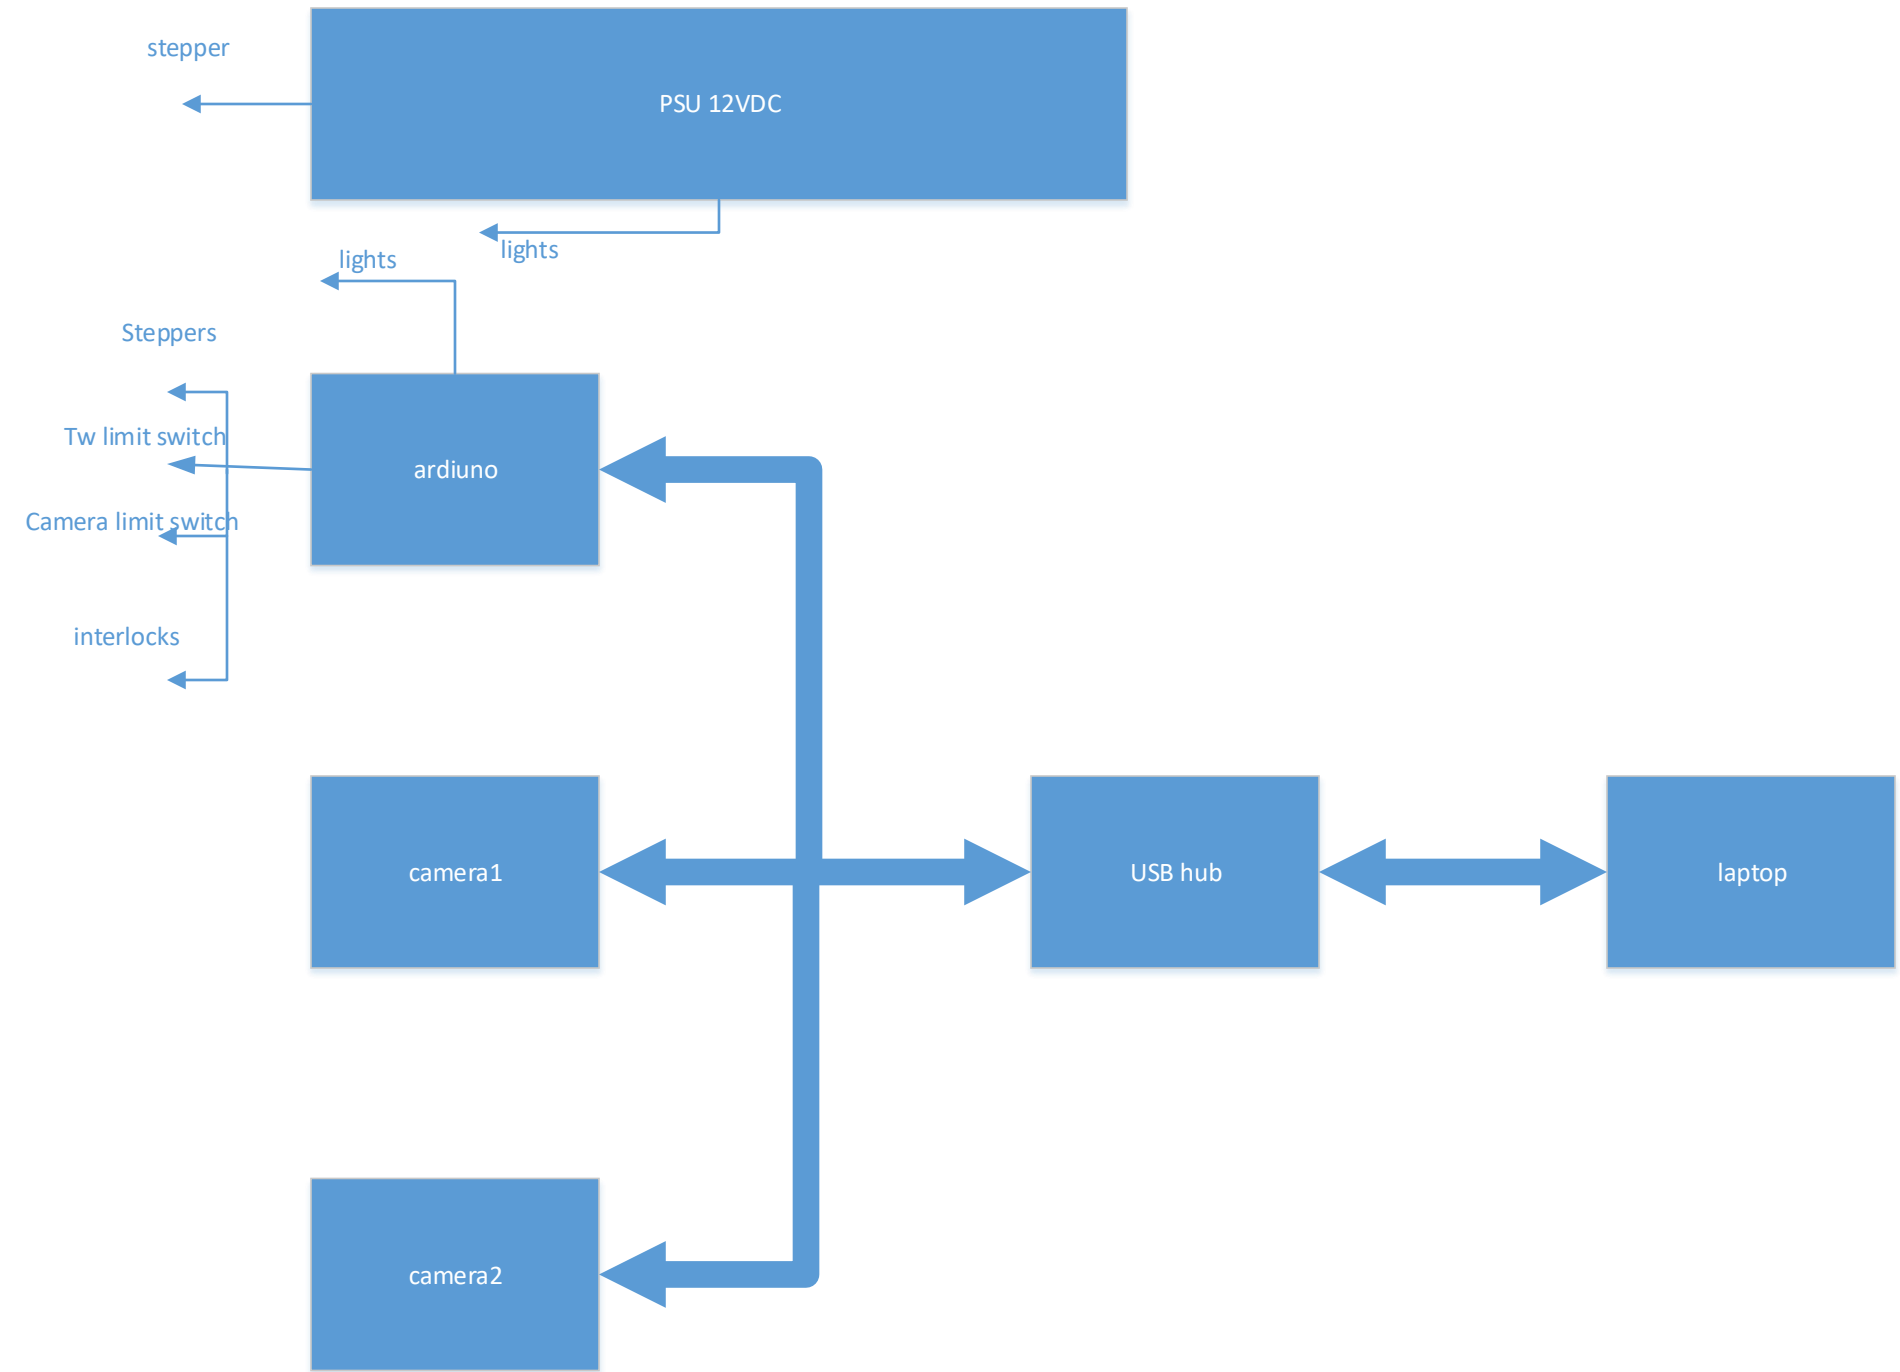 stepper
PSU 12VDC
lights
lights
Steppers
Tw limit switch
ardiuno
Camera limit switch
interlocks
camera1
USB hub
laptop
camera2